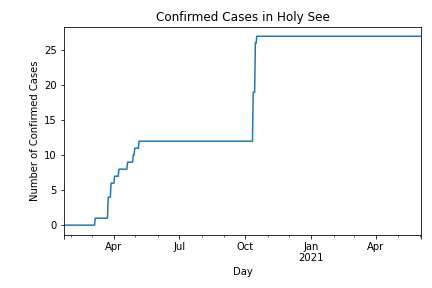 Confirmed Cases in Holy See
Number of Confirmed Cases
25
20
15
10
5
0
Apr
Jul
Oct
Jan
2021
Apr
Day